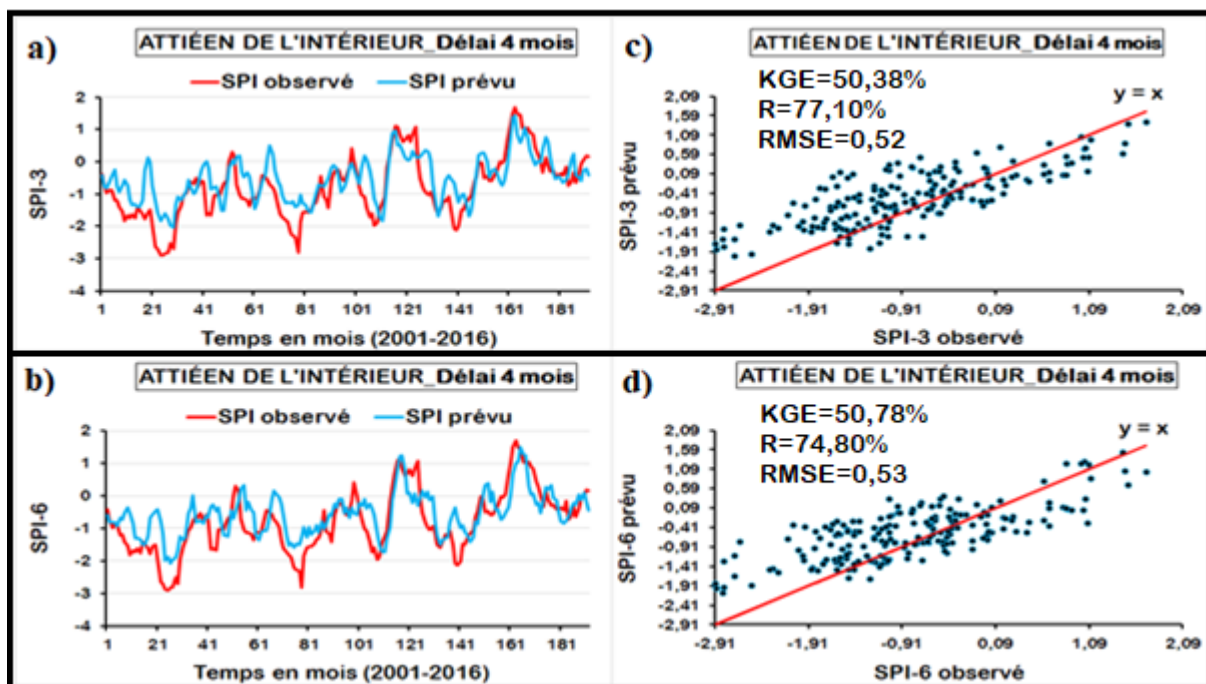 a)
ATTIÉEN DE L'INTÉRIEUR_Délai 4 mois
SPI observé
SPI prévu
2
1
0
-1
-2
-3
-4
SPI-3
1 21 41 61 81 101 121 141 161 181
Temps en mois (2001-2016)
c)
ATTIÉEN DE L'INTÉRIEUR_Délai 4 mois
KGE=50,38%
R=77,10%
RMSE=0,52
y = x
2,09
1,59
1,09
0,59
0,09
-0,41
-0,91
-1,41
-1,91
-2,41
-2,91
SPI-3 prévu
-2,91 -1,91 -0,91 0,09 1,09 2,09
SPI-3 observé
b)
ATTIÉEN DE L'INTÉRIEUR_Délai 4 mois
SPI observé
SPI prévu
2
1
0
-1
-2
-3
-4
SPI-6
1 21 41 61 81 101 121 141 161 181
Temps en mois (2001-2016)
d)
ATTIÉEN DE L'INTÉRIEUR_Délai 4 mois
KGE=50,78%
R=74,80%
RMSE=0,53
y = x
2,09
1,59
1,09
0,59
0,09
-0,41
-0,91
-1,41
-1,91
-2,41
-2,91
SPI-6 prévu
-2,91 -1,91 -0,91 0,09 1,09 2,09
SPI-6 observé